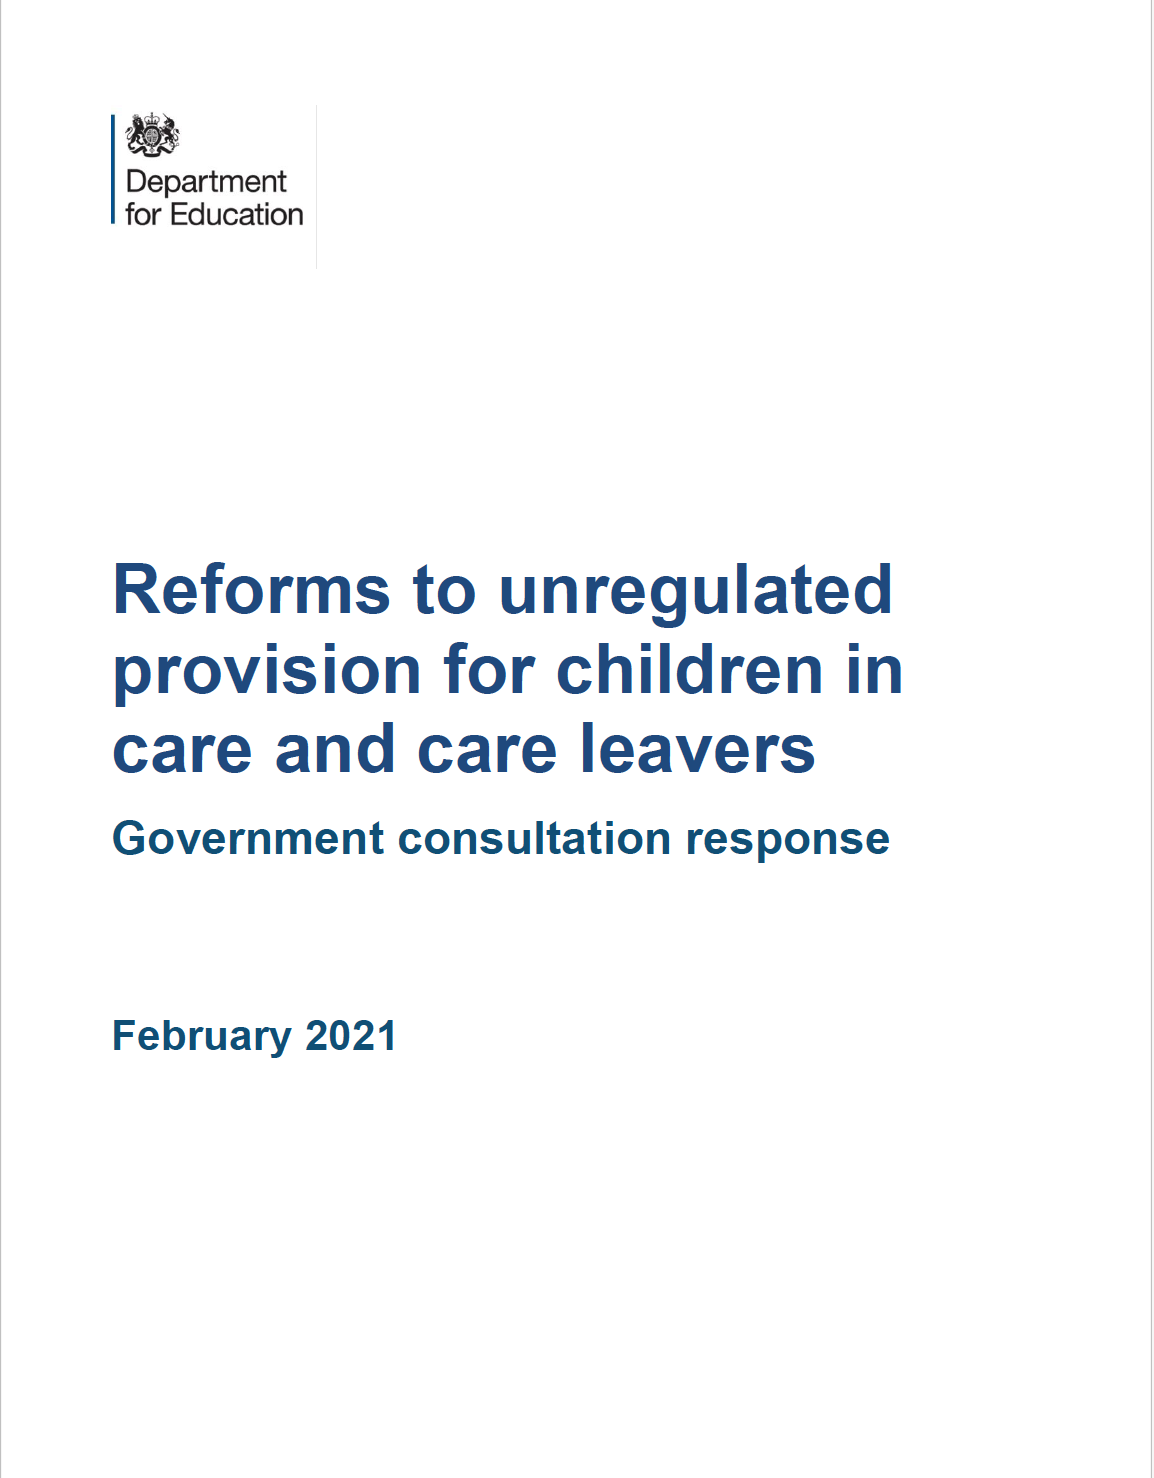 Department
for Education
Reforms to unregulated
provision for children in
care and care leavers
Government consultation response
February 2021